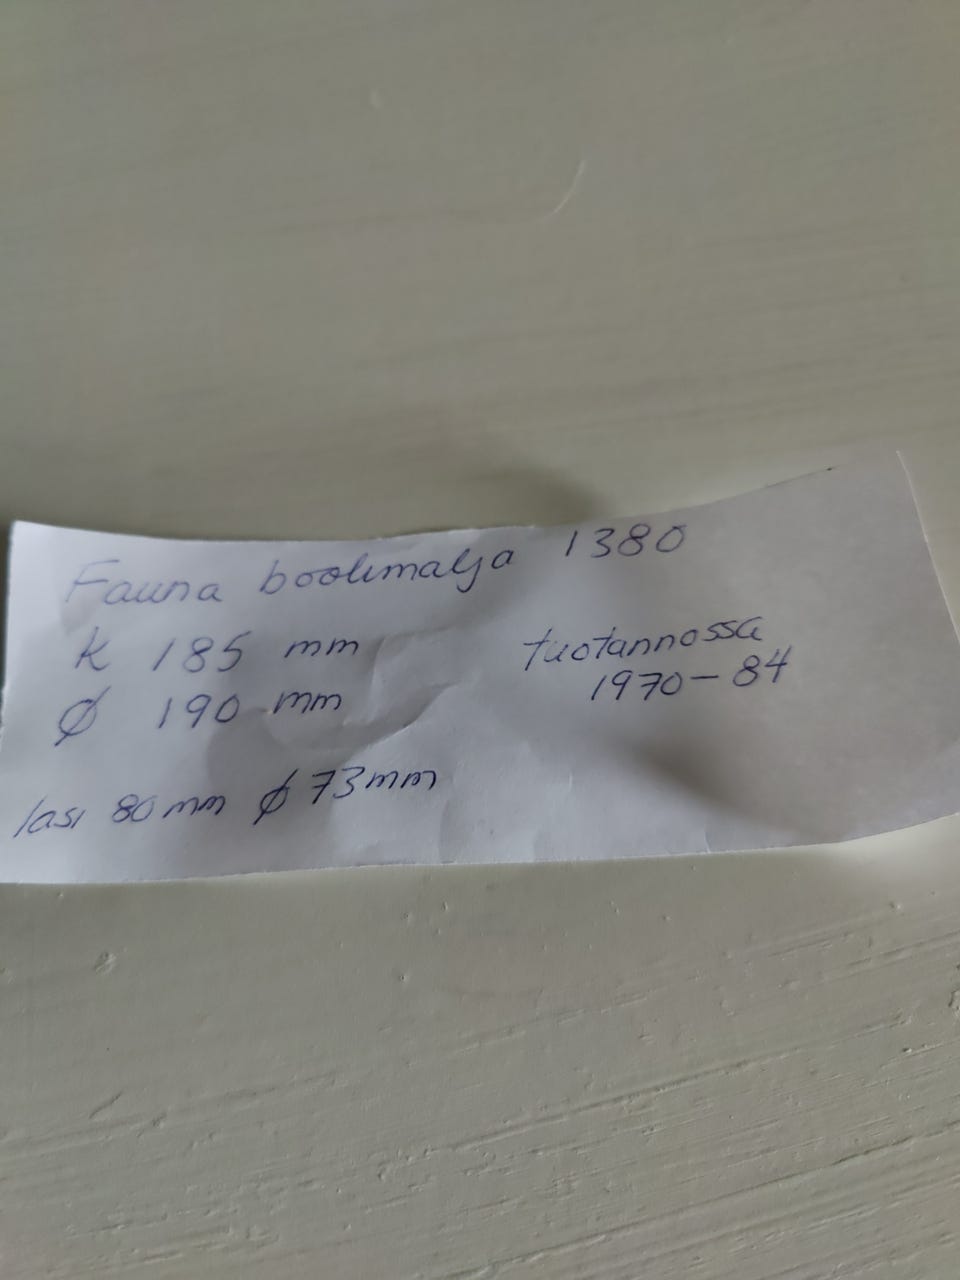 Fauna boolimalja 1380
k 185 mm
Ø 190 mm
tuotannossa
1970-84
lasi 80 mm Ø 73mm